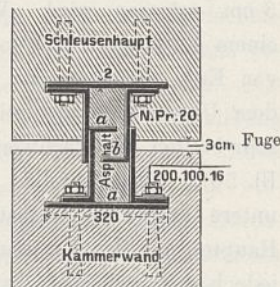 Schleusenhaupt
2
N.Pr.20
a
Asphalt
b
3cm Fuge
200.100.16
a
320
Kammerwand